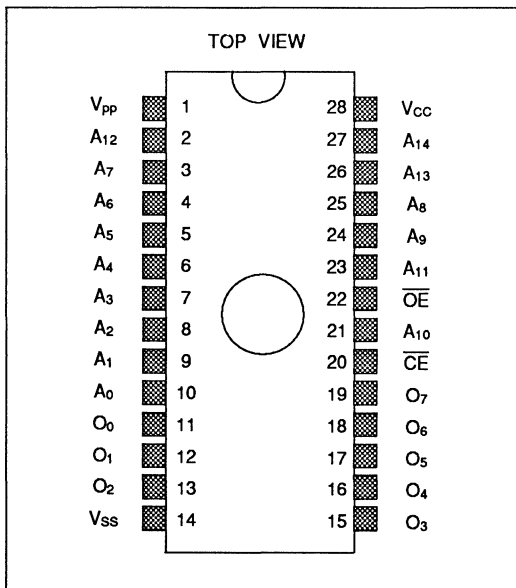 TOP VIEW
Vpp 1 28 VCC
A12 2 27 A14
A7 3 26 A13
A6 4 25 A8
A5 5 24 A9
A4 6 23 A11
A3 7 22 O̅E̅
A2 8 21 A10
A1 9 20 C̅E̅
A0 10 19 O7
O0 11 18 O6
O1 12 17 O5
O2 13 16 O4
VSS 14 15 O3